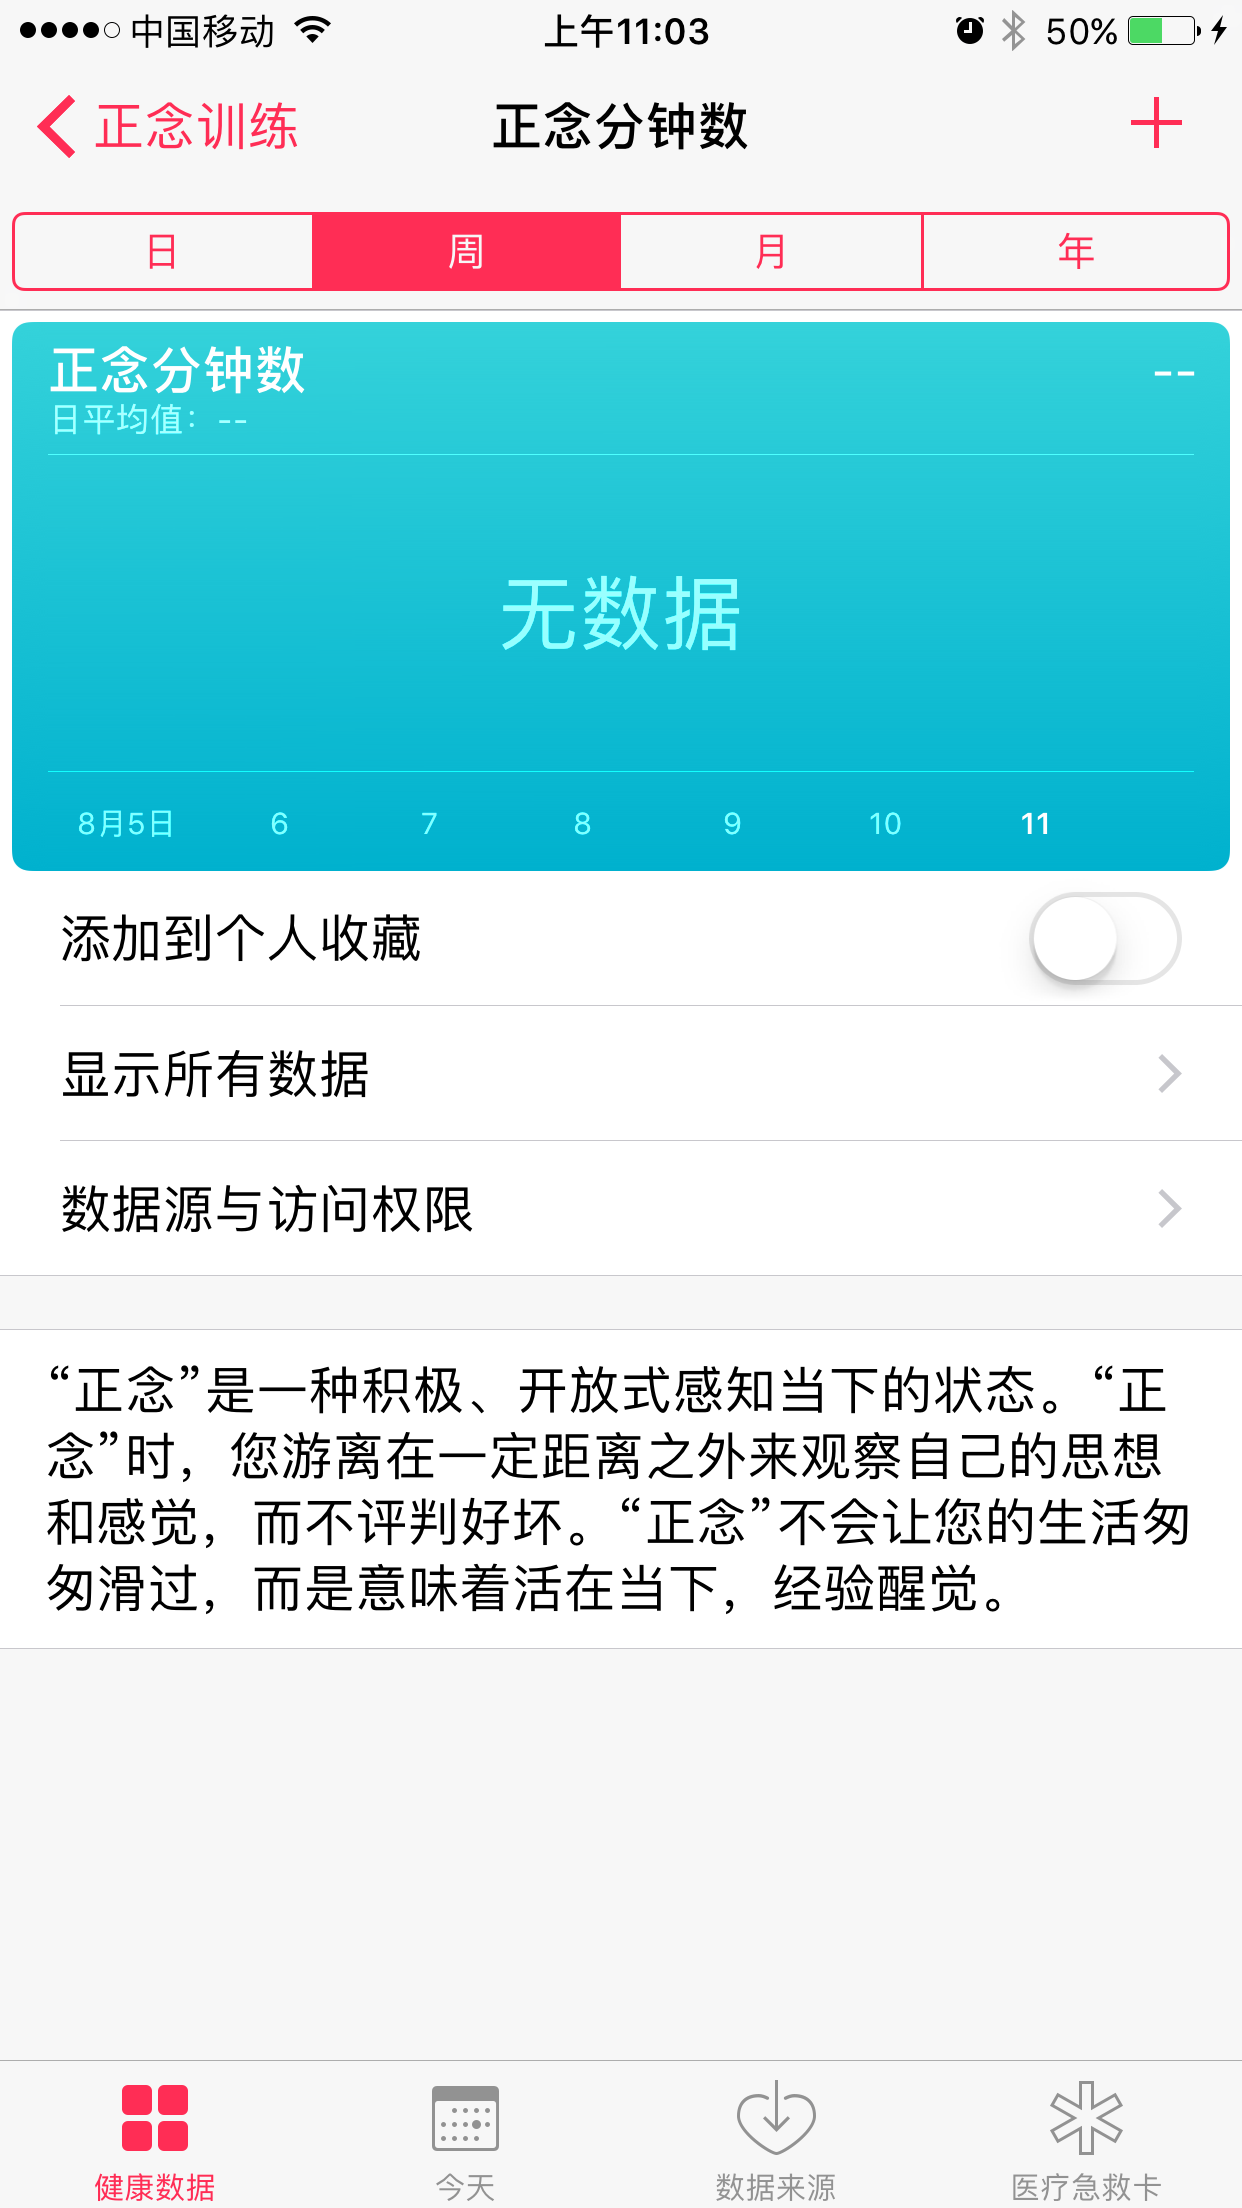 中国移动 上午11:03 50%
正念训练 正念分钟数
日 周 月 年
正念分钟数 --
日平均值：--
无数据
8月5日 6 7 8 9 10 11
添加到个人收藏
显示所有数据
数据源与访问权限
“正念”是一种积极、开放式感知当下的状态。“正
念”时，您游离在一定距离之外来观察自己的思想
和感觉，而不评判好坏。“正念”不会让您的生活匆
匆滑过，而是意味着活在当下，经验醒觉。
健康数据 今天 数据来源 医疗急救卡